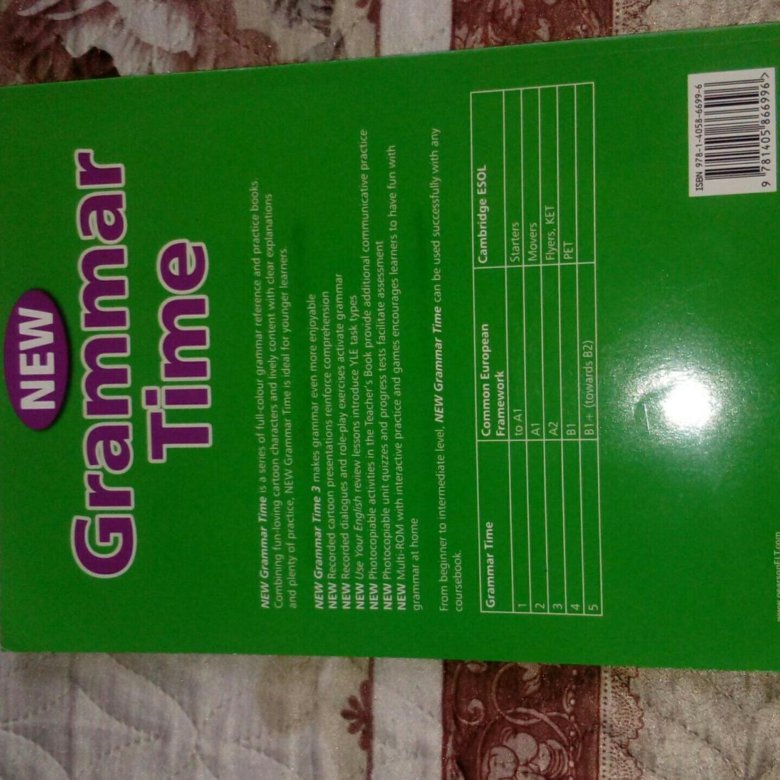 NEW
Grammar
Time
NEW Grammar Time is a series of full-colour grammar reference and practice books.
Combining fun-loving cartoon characters and lively content with clear explanations
and plenty of practice, NEW Grammar Time is ideal for younger learners.
NEW Grammar Time 3 makes grammar even more enjoyable
NEW Recorded cartoon presentations reinforce comprehension
NEW Recorded dialogues and role-play exercises activate grammar
NEW Use Your English review lessons introduce YLE task types
NEW Photocopiable activities in the Teacher's Book provide additional communicative practice
NEW Photocopiable unit quizzes and progress tests facilitate assessment
NEW Multi-ROM with interactive practice and games encourages learners to have fun with
grammar at home
From beginner to intermediate level, NEW Grammar Time can be used successfully with any
coursebook.
Grammar Time Common European Framework Cambridge ESOL
1 to A1 Starters
2 A1 Movers
3 A2 Flyers, KET
4 B1 PET
5 B1+ (towards B2)
ISBN 978-1-4058-6699-6
9 781405 866996 >